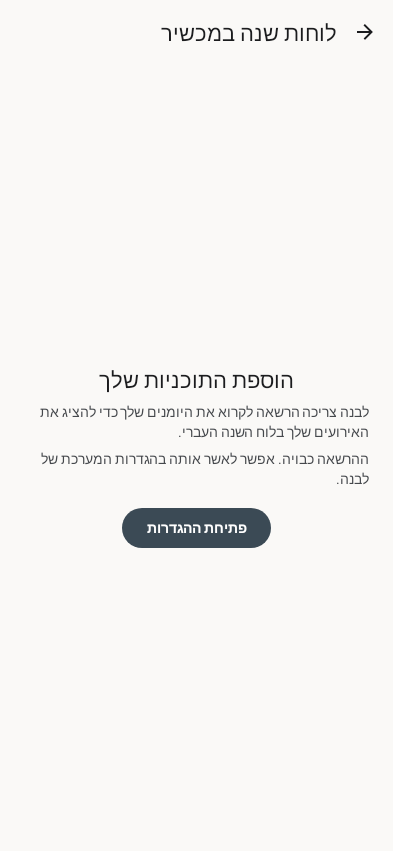 לוחות שנה במכשיר
הוספת התוכניות שלך
לבנה צריכה הרשאה לקרוא את היומנים שלך כדי להציג את
האירועים שלך בלוח השנה העברי.
ההרשאה כבויה. אפשר לאשר אותה בהגדרות המערכת של
לבנה.
פתיחת ההגדרות